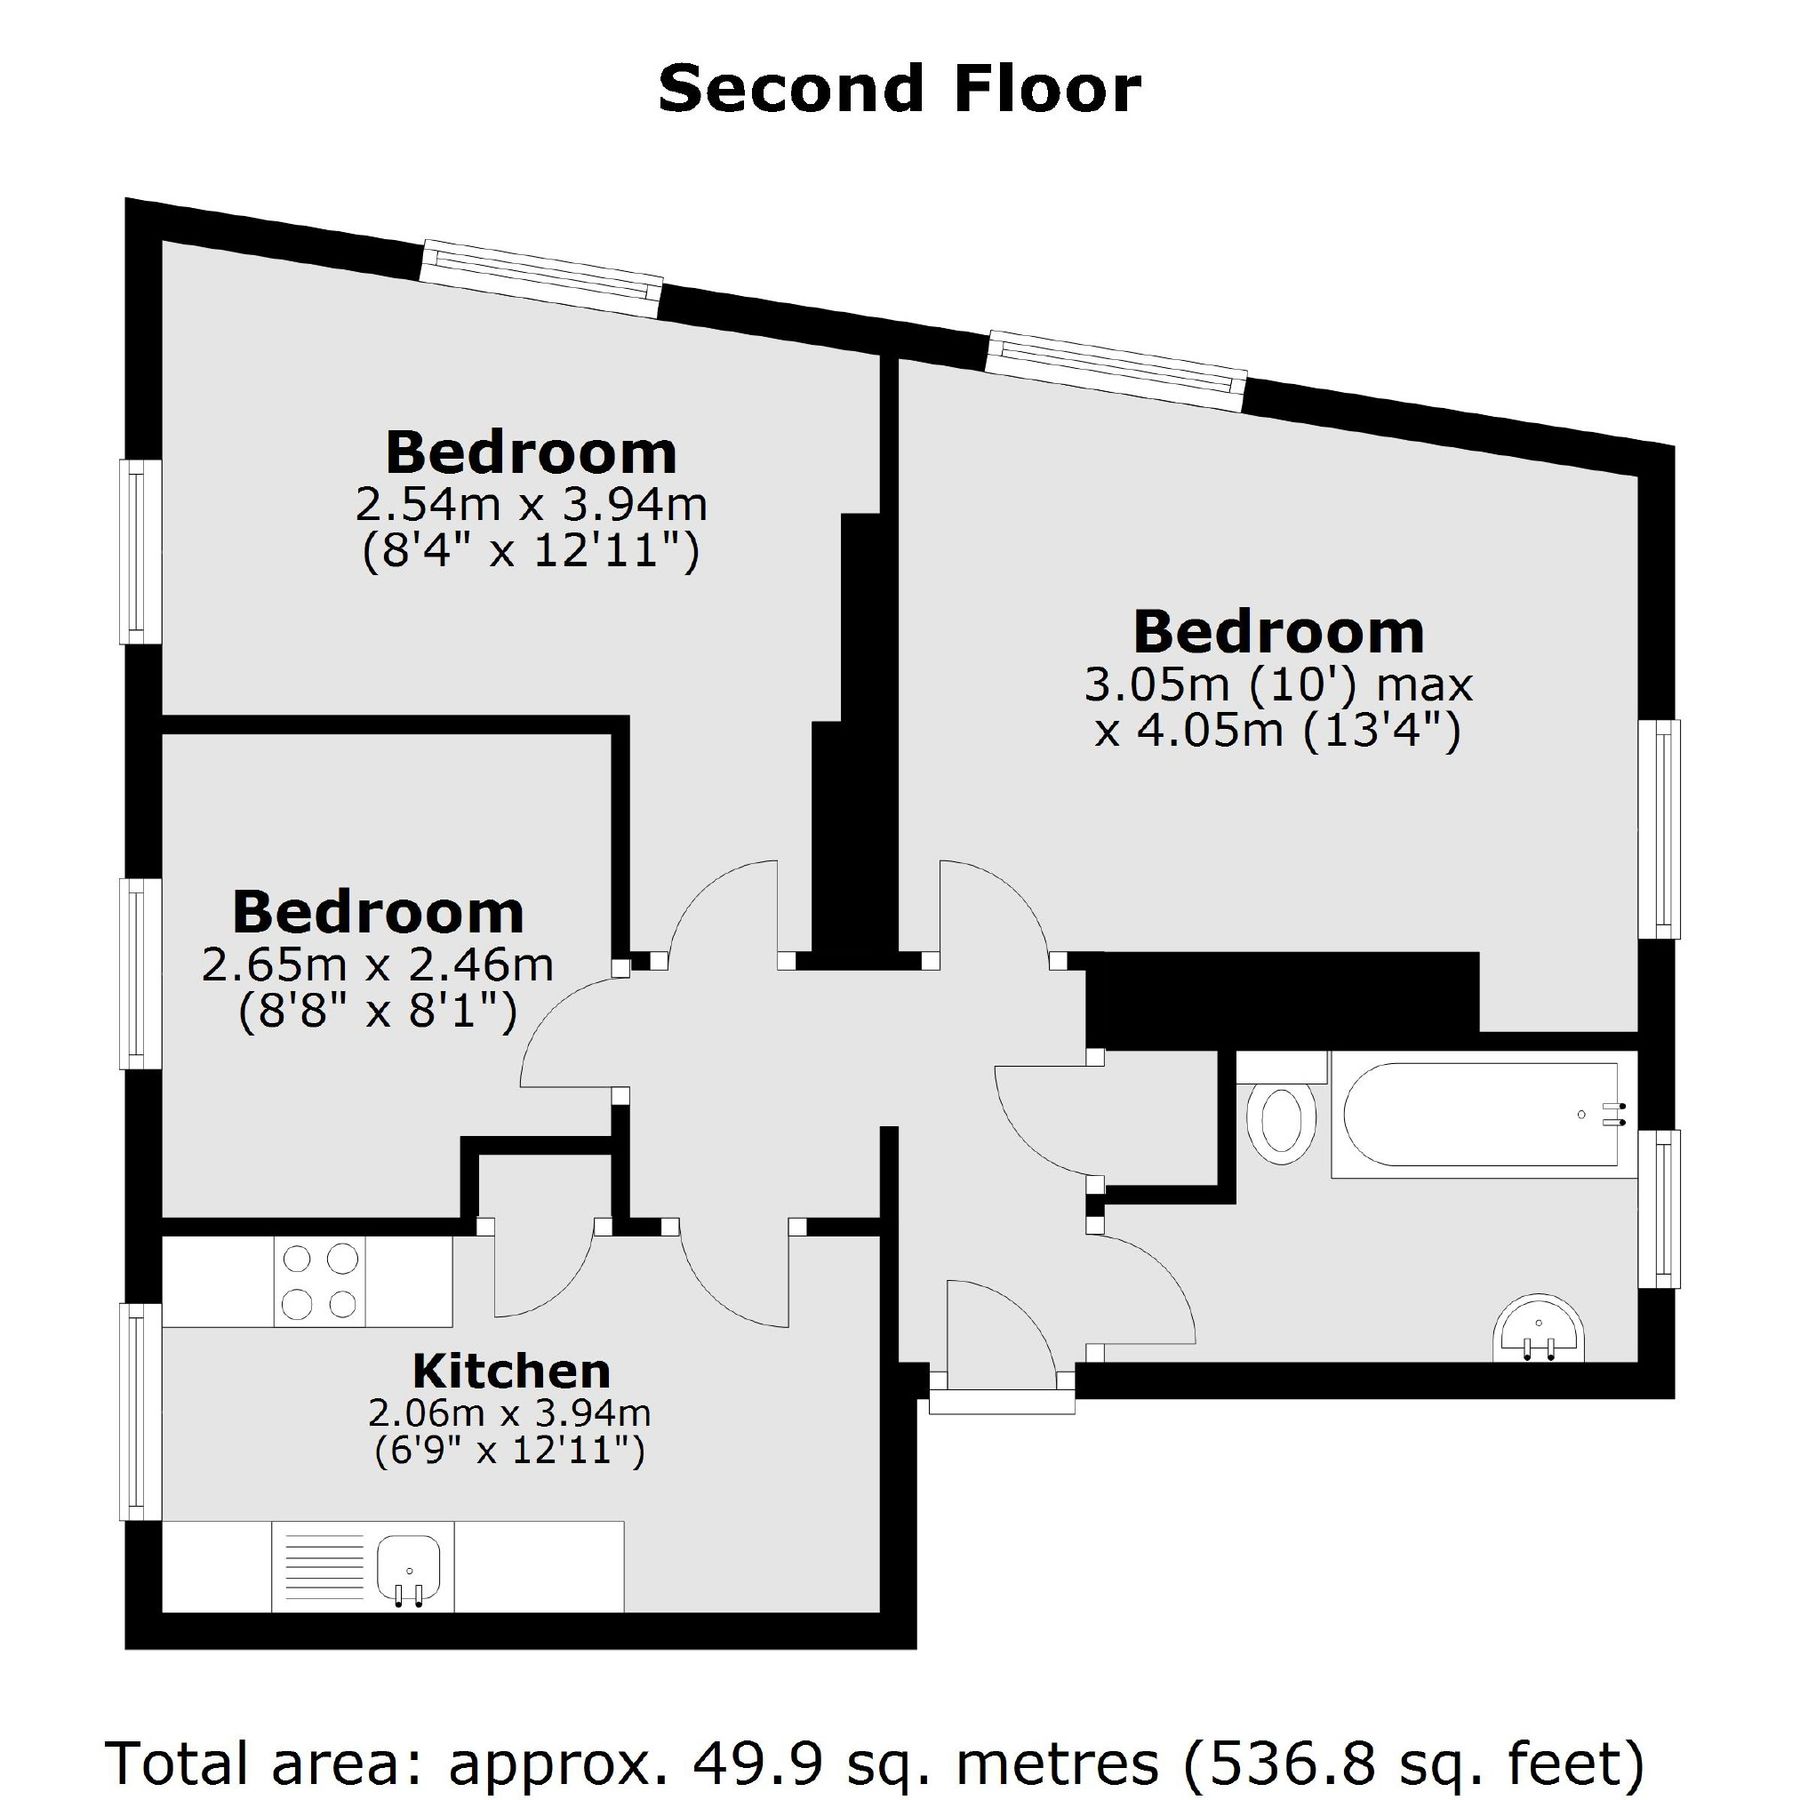 Second Floor
Bedroom
2.54m x 3.94m
(8'4" x 12'11")
Bedroom
3.05m (10') max
x 4.05m (13'4")
Bedroom
2.65m x 2.46m
(8'8" x 8'1")
Kitchen
2.06m x 3.94m
(6'9" x 12'11")
Total area: approx. 49.9 sq. metres (536.8 sq. feet)